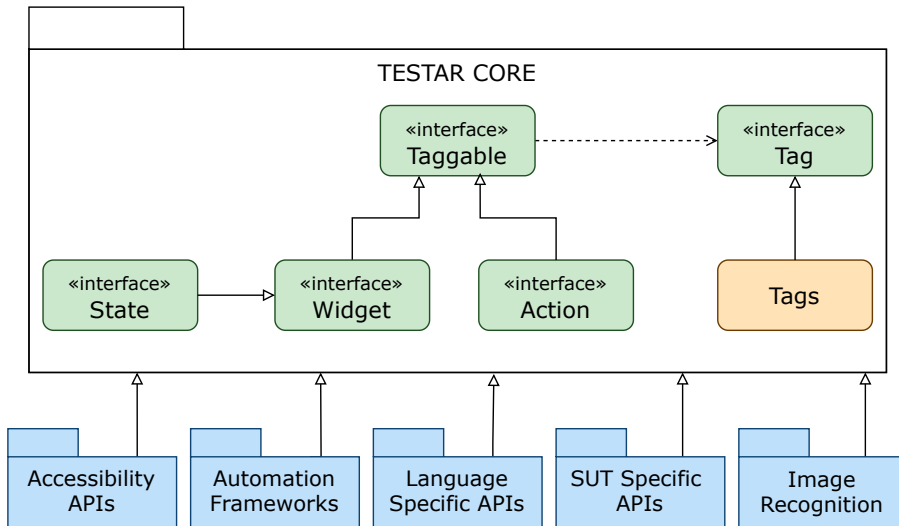 TESTAR CORE
«interface»
Taggable
«interface»
Tag
«interface»
State
«interface»
Widget
«interface»
Action
Tags
Accessibility
APIs
Automation
Frameworks
Language
Specific APIs
SUT Specific
APIs
Image
Recognition